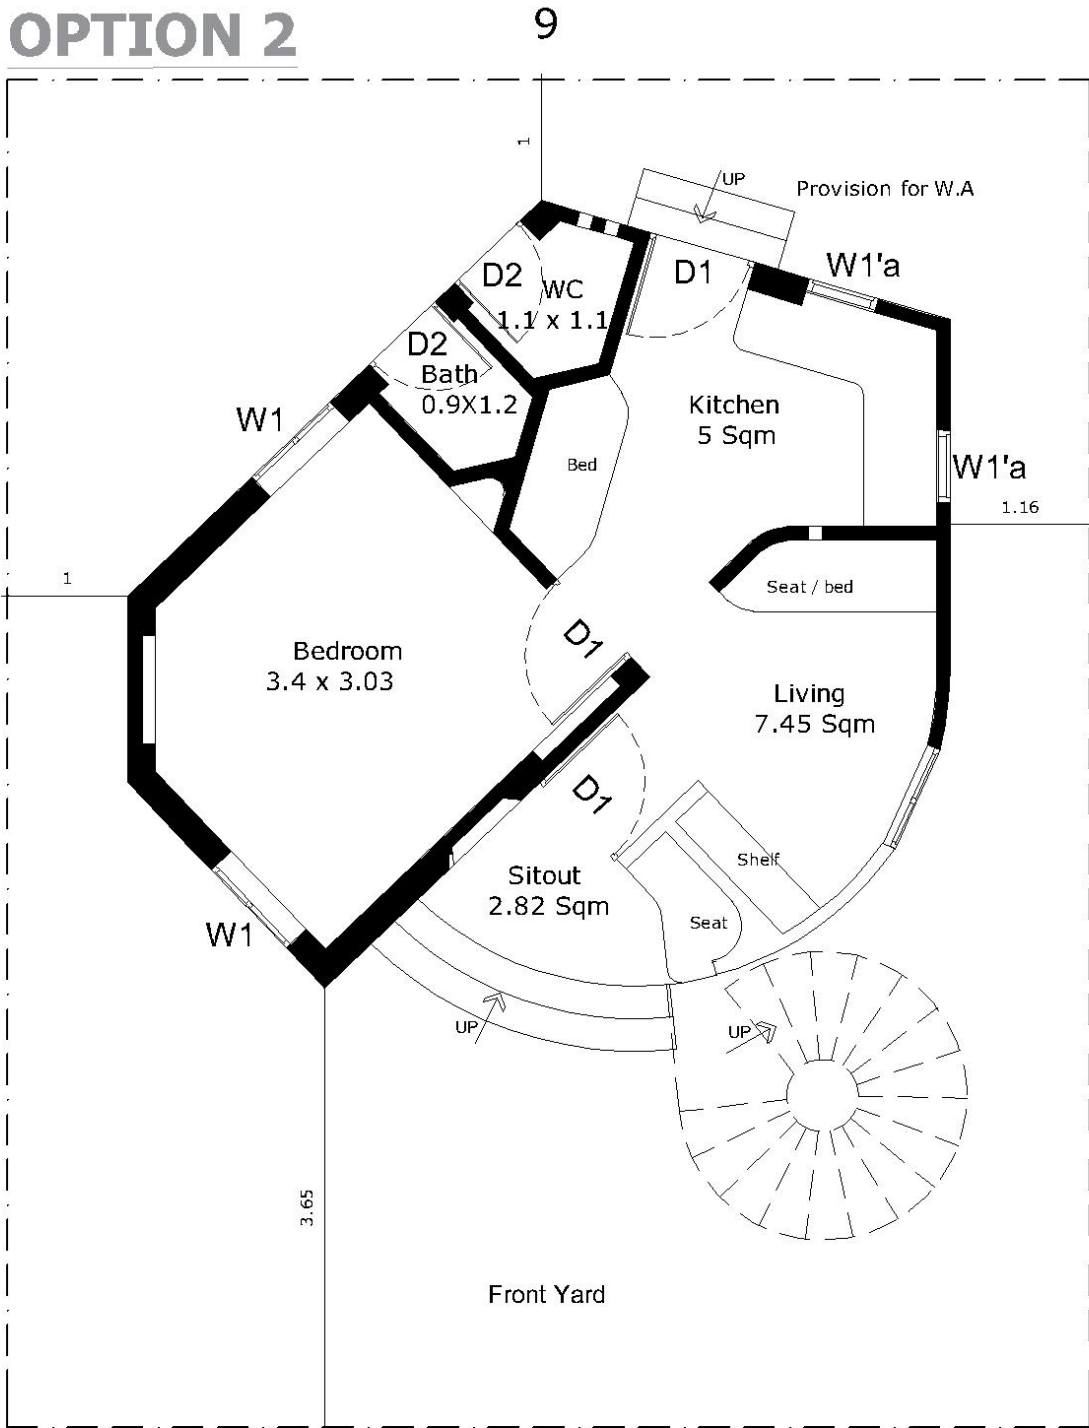 OPTION 2
9
1
UP
Provision for W.A
D1
W1'a
D2
WC
1.1 x 1.1
D2
Bath
0.9X1.2
W1
Kitchen
5 Sqm
Bed
W1'a
1.16
1
Seat / bed
D1
Bedroom
3.4 x 3.03
Living
7.45 Sqm
D1
Sitout
2.82 Sqm
Shelf
Seat
W1
UP
UP
3.65
Front Yard